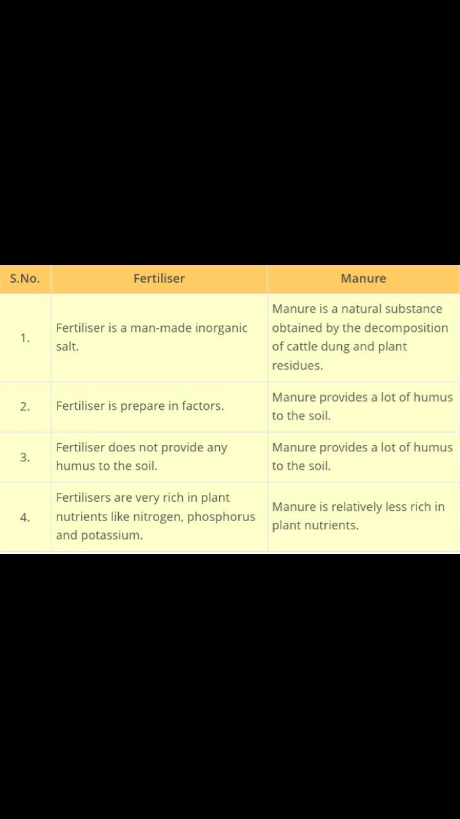 S.No. Fertiliser Manure
1. Fertiliser is a man-made inorganic
salt.
Manure is a natural substance
obtained by the decomposition
of cattle dung and plant
residues.
2. Fertiliser is prepare in factors.
Manure provides a lot of humus
to the soil.
3. Fertiliser does not provide any
humus to the soil.
Manure provides a lot of humus
to the soil.
4. Fertilisers are very rich in plant
nutrients like nitrogen, phosphorus
and potassium.
Manure is relatively less rich in
plant nutrients.